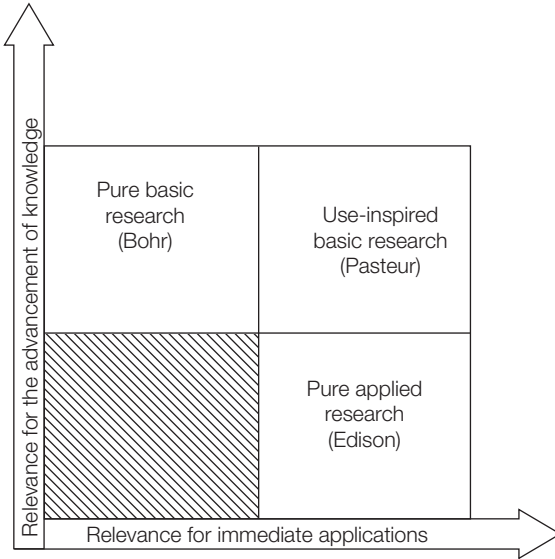 Relevance for the advancement of knowledge
Pure basic
research
(Bohr)
Use-inspired
basic research
(Pasteur)
Pure applied
research
(Edison)
Relevance for immediate applications